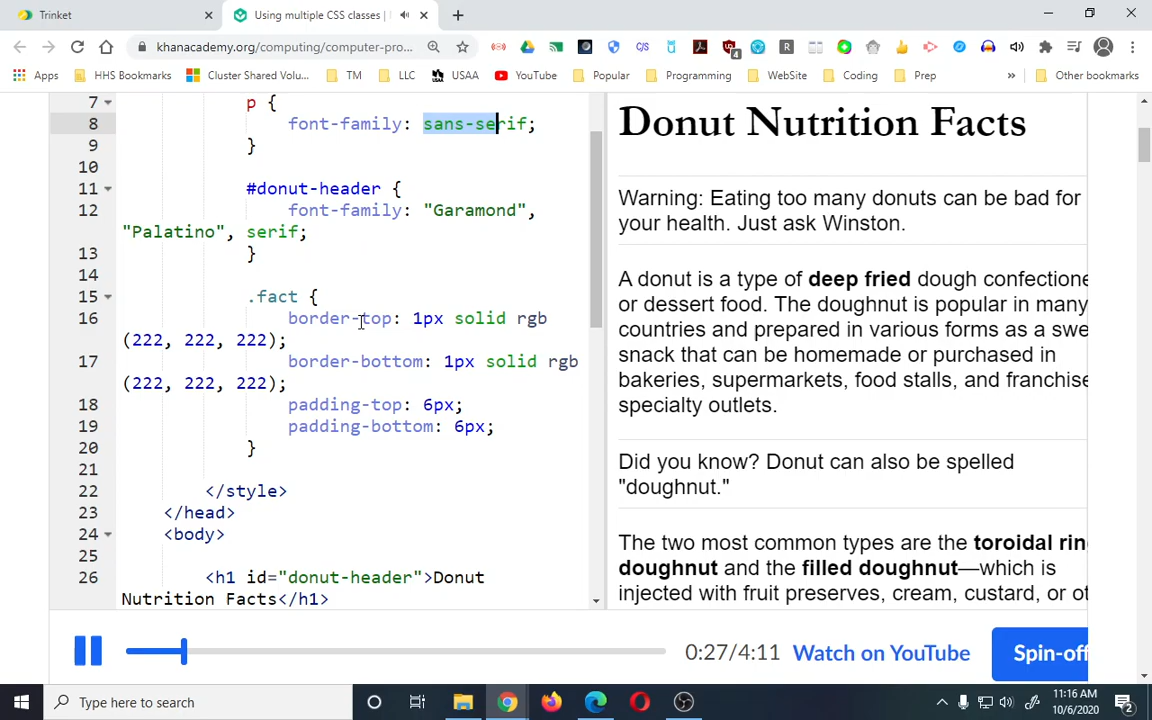 Trinket
Using multiple CSS classes |
khanacademy.org/computing/computer-pro...
Apps
HHS Bookmarks
Cluster Shared Volu...
TM
LLC
USAA
YouTube
Popular
Programming
WebSite
Coding
Prep
»
Other bookmarks
7 p {
8 font-family: sans-serif;
9 }
10
11 #donut-header {
12 font-family: "Garamond",
"Palatino", serif;
13 }
14
15 .fact {
16 border-top: 1px solid rgb
(222, 222, 222);
17 border-bottom: 1px solid rgb
(222, 222, 222);
18 padding-top: 6px;
19 padding-bottom: 6px;
20 }
21
22 </style>
23 </head>
24 <body>
25
26 <h1 id="donut-header">Donut
Nutrition Facts</h1>
Donut Nutrition Facts
Warning: Eating too many donuts can be bad for
your health. Just ask Winston.
A donut is a type of deep fried dough confectione
or dessert food. The doughnut is popular in many
countries and prepared in various forms as a swe
snack that can be homemade or purchased in
bakeries, supermarkets, food stalls, and franchise
specialty outlets.
Did you know? Donut can also be spelled
"doughnut."
The two most common types are the toroidal rin
doughnut and the filled doughnut—which is
injected with fruit preserves, cream, custard, or ot
0:27/4:11
Watch on YouTube
Spin-off
Type here to search
11:16 AM
10/6/2020
2